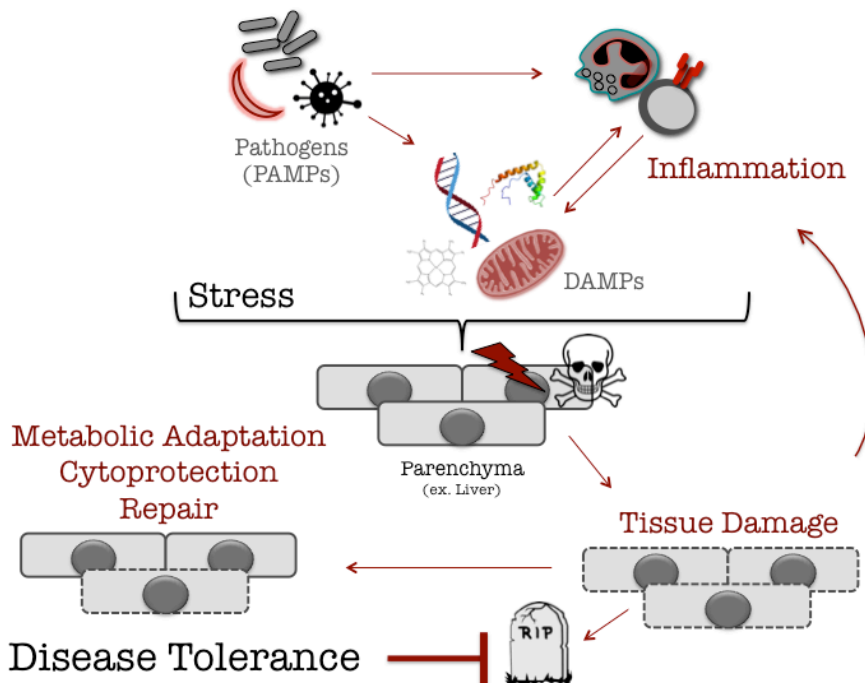 Pathogens
(PAMPs)
Inflammation
DAMPs
Stress
Metabolic Adaptation
Cytoprotection
Repair
Parenchyma
(ex. Liver)
Tissue Damage
RIP
Disease Tolerance